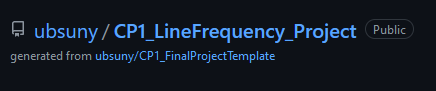 ubsuny / CP1_LineFrequency_Project Public
generated from ubsuny/CP1_FinalProjectTemplate